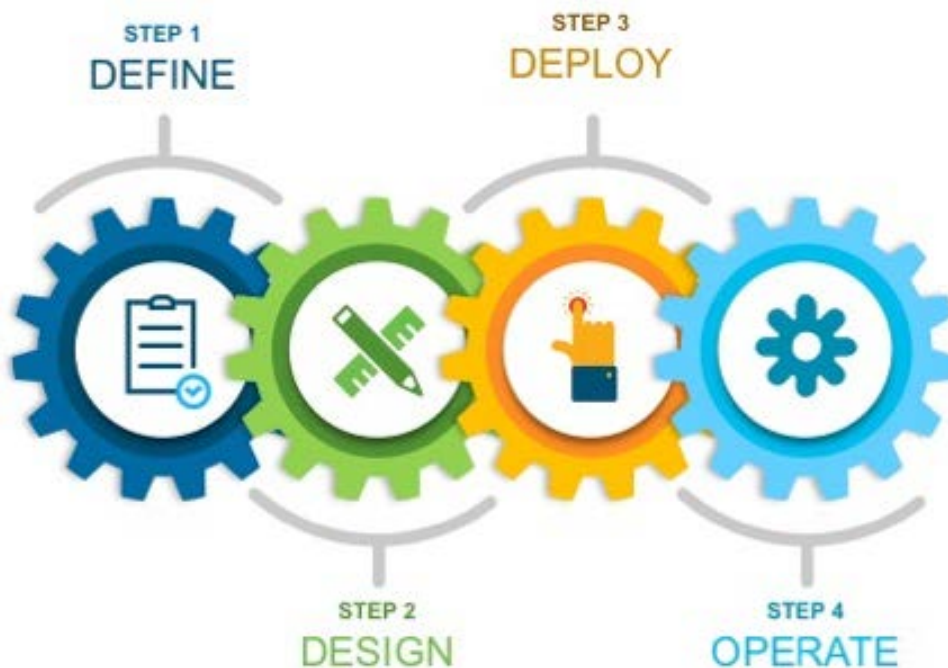 STEP 1
DEFINE
STEP 2
DESIGN
STEP 3
DEPLOY
STEP 4
OPERATE